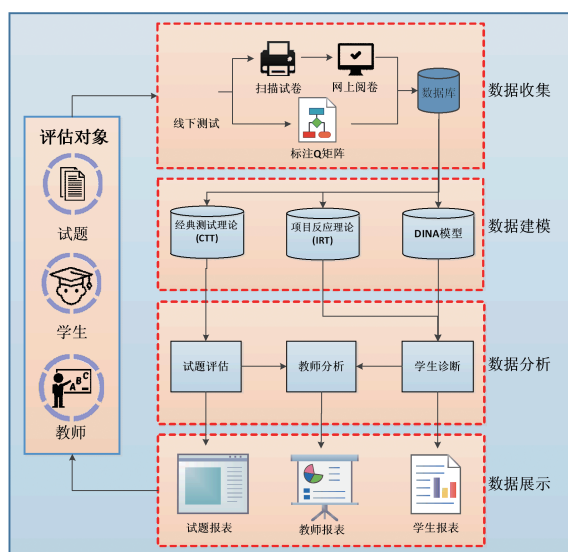 评估对象
试题
学生
A B C
教师
扫描试卷
网上阅卷
线下测试
标注Q矩阵
数据库
数据收集
经典测试理论
(CTT)
项目反应理论
(IRT)
DINA模型
数据建模
试题评估
教师分析
学生诊断
数据分析
试题报表
教师报表
学生报表
数据展示